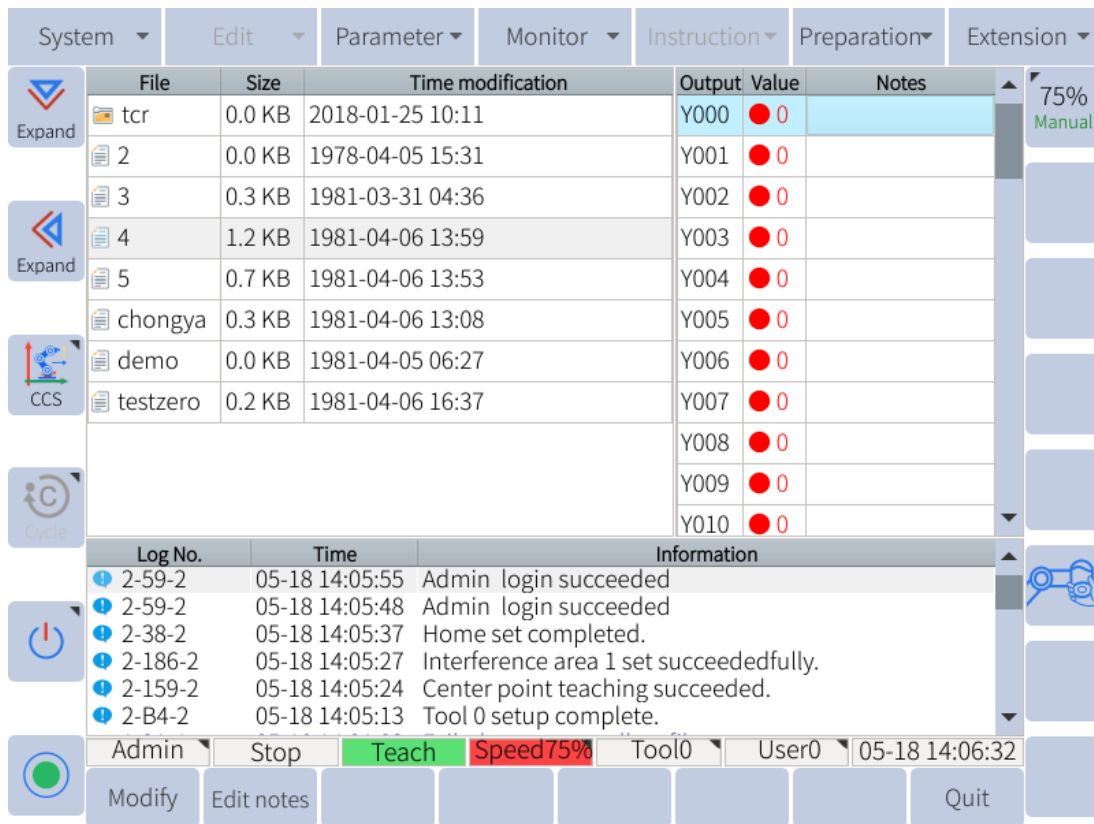 System Edit Parameter Monitor Instruction Preparation Extension
File Size Time modification Output Value Notes
Expand
75%
Manual
tcr 0.0 KB 2018-01-25 10:11 Y000 0
2 0.0 KB 1978-04-05 15:31 Y001 0
3 0.3 KB 1981-03-31 04:36 Y002 0
4 1.2 KB 1981-04-06 13:59 Y003 0
Expand
5 0.7 KB 1981-04-06 13:53 Y004 0
chongya 0.3 KB 1981-04-06 13:08 Y005 0
demo 0.0 KB 1981-04-05 06:27 Y006 0
CCS
testzero 0.2 KB 1981-04-06 16:37 Y007 0
Y008 0
Y009 0
Y010 0
C
Cycle
Log No. Time Information
2-59-2 05-18 14:05:55 Admin login succeeded
2-59-2 05-18 14:05:48 Admin login succeeded
2-38-2 05-18 14:05:37 Home set completed.
2-186-2 05-18 14:05:27 Interference area 1 set succeededfully.
2-159-2 05-18 14:05:24 Center point teaching succeeded.
2-B4-2 05-18 14:05:13 Tool 0 setup complete.
Admin Stop Teach Speed75% Tool0 User0 05-18 14:06:32
Modify Edit notes Quit